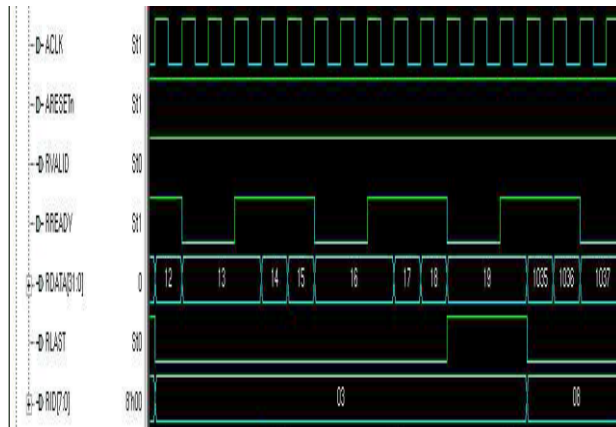 ACLK St1
ARESETn St1
RVALID St0
RREADY St1
RDATA[31:0] 0 12 13 14 15 16 17 18 19 1035 1036 1037
RLAST St0
RID[7:0] 8'h00 03 08